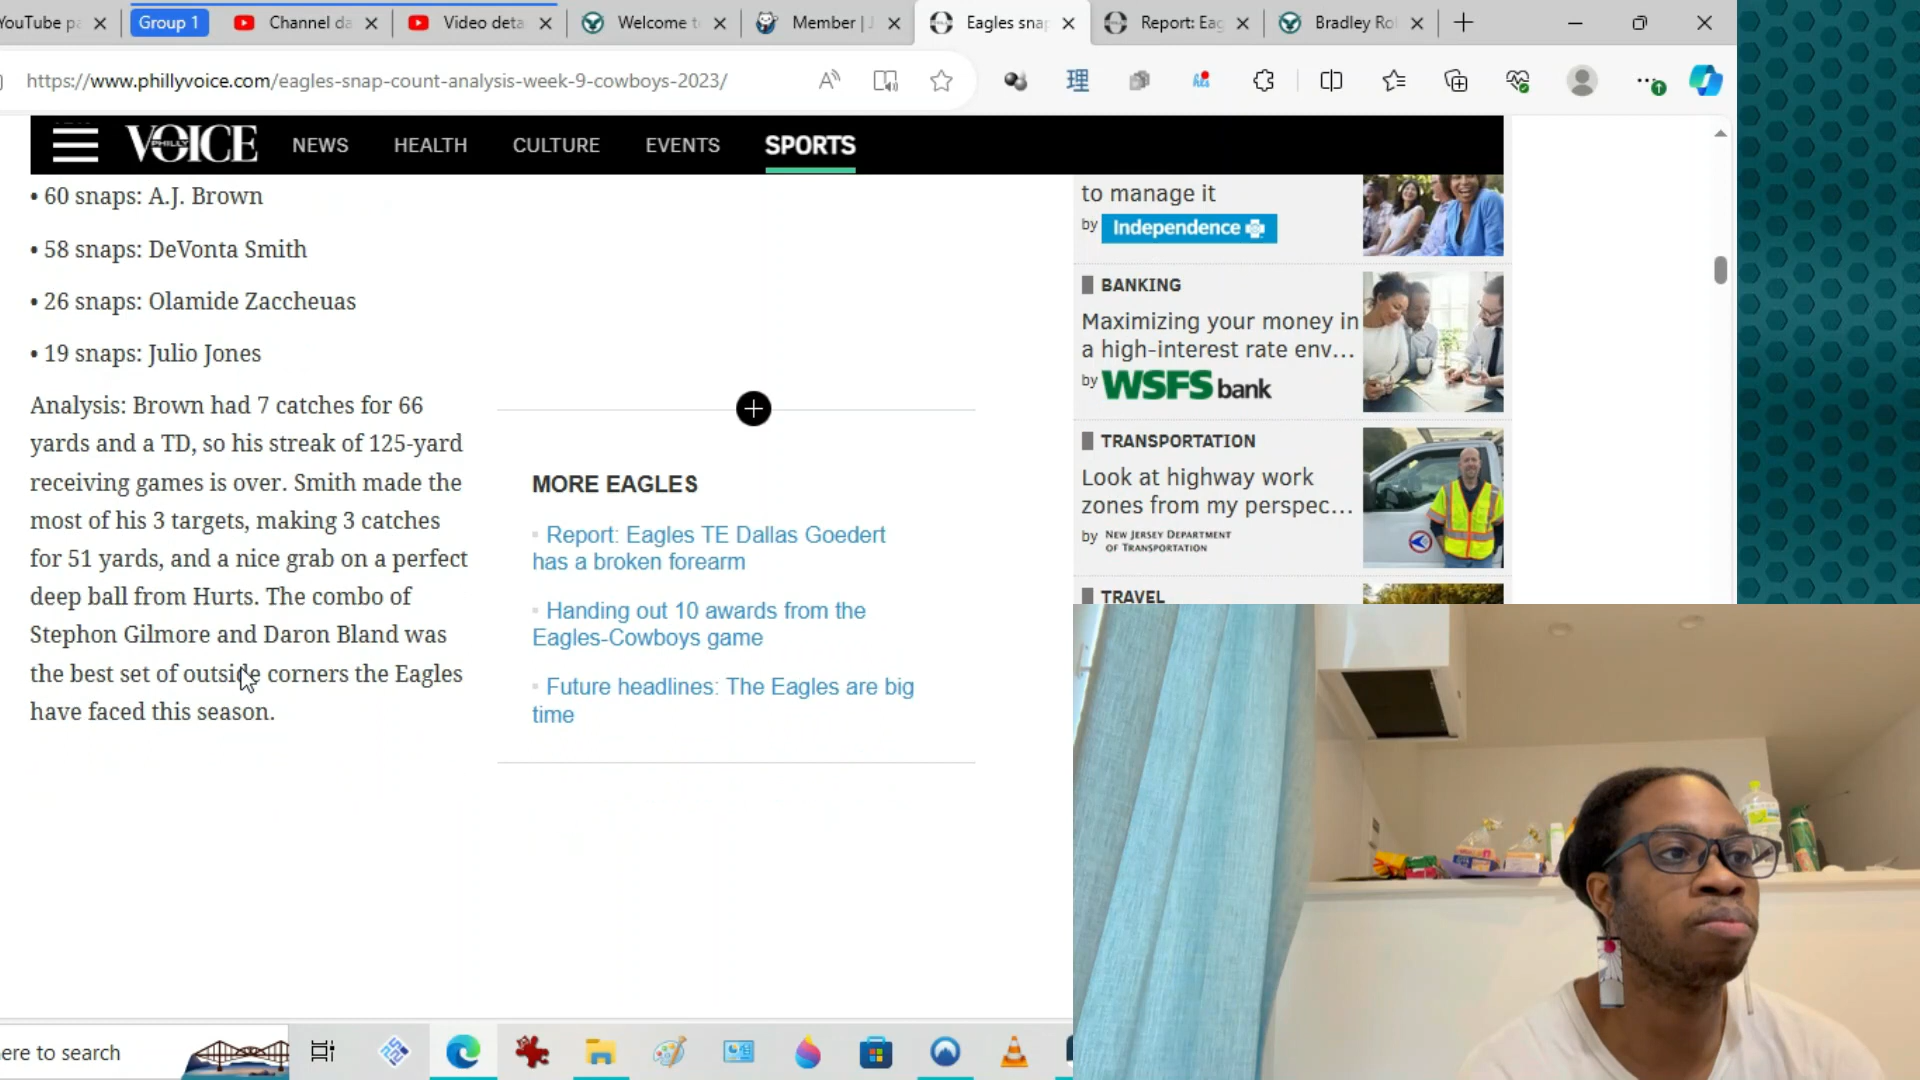 YouTube p
Group 1
Channel da
Video deta
Welcome t
Member | J
Eagles sna
Report: Eag
Bradley Ro
https://www.phillyvoice.com/eagles-snap-count-analysis-week-9-cowboys-2023/
PHILLY VOICE
NEWS
HEALTH
CULTURE
EVENTS
SPORTS
• 60 snaps: A.J. Brown
• 58 snaps: DeVonta Smith
• 26 snaps: Olamide Zaccheuas
• 19 snaps: Julio Jones
Analysis: Brown had 7 catches for 66
yards and a TD, so his streak of 125-yard
receiving games is over. Smith made the
most of his 3 targets, making 3 catches
for 51 yards, and a nice grab on a perfect
deep ball from Hurts. The combo of
Stephon Gilmore and Daron Bland was
the best set of outside corners the Eagles
have faced this season.
MORE EAGLES
Report: Eagles TE Dallas Goedert
has a broken forearm
Handing out 10 awards from the
Eagles-Cowboys game
Future headlines: The Eagles are big
time
to manage it
by Independence
BANKING
Maximizing your money in
a high-interest rate env...
by WSFS bank
TRANSPORTATION
Look at highway work
zones from my perspec...
by NEW JERSEY DEPARTMENT
OF TRANSPORTATION
TRAVEL
ere to search